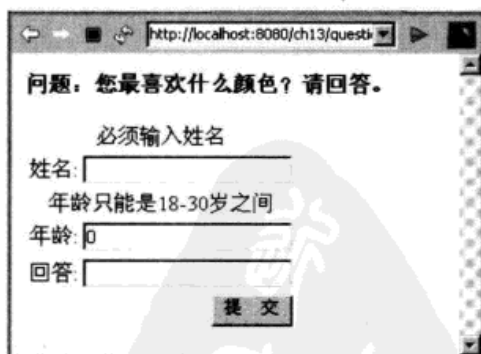 http://localhost:8080/ch13/questi
问题：您最喜欢什么颜色？请回答。
必须输入姓名
姓名:
年龄只能是18-30岁之间
年龄: 0
回答:
提 交